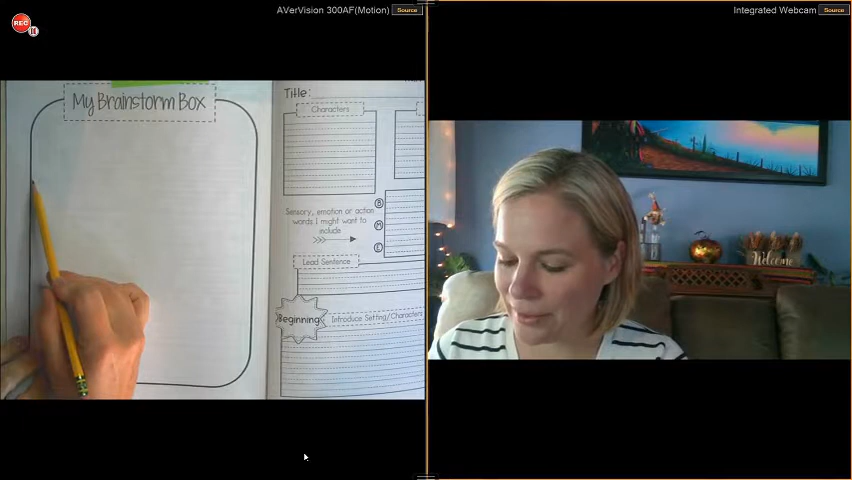 AVerVision 300AF(Motion) Source
Integrated Webcam Source
REC
My Brainstorm Box
Title:
Characters
Sensory, emotion or action
words I might want to
include
B
M
E
Lead Sentence
Beginning
Introduce Setting/Characters
Welcome